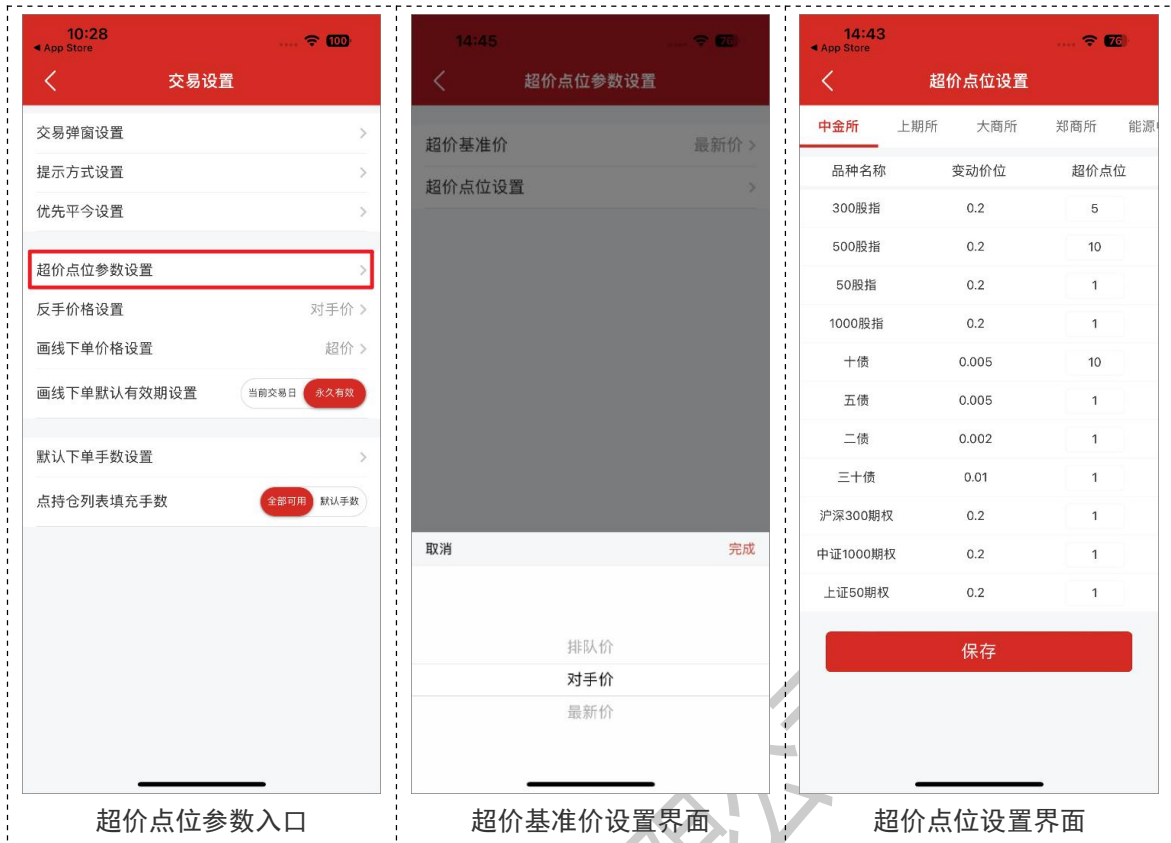 10:28
App Store
100
交易设置
交易弹窗设置
提示方式设置
优先平今设置
超价点位参数设置
反手价格设置 对手价
画线下单价格设置 超价
画线下单默认有效期设置 当前交易日 永久有效
默认下单手数设置
点持仓列表填充手数 全部可用 默认手数
超价点位参数入口
14:45
76
超价点位参数设置
超价基准价 最新价
超价点位设置
取消 完成
排队价
对手价
最新价
超价基准价设置界面
14:43
App Store
76
超价点位设置
中金所 上期所 大商所 郑商所 能源
品种名称 变动价位 超价点位
300股指 0.2 5
500股指 0.2 10
50股指 0.2 1
1000股指 0.2 1
十债 0.005 10
五债 0.005 1
二债 0.002 1
三十债 0.01 1
沪深300期权 0.2 1
中证1000期权 0.2 1
上证50期权 0.2 1
保存
超价点位设置界面